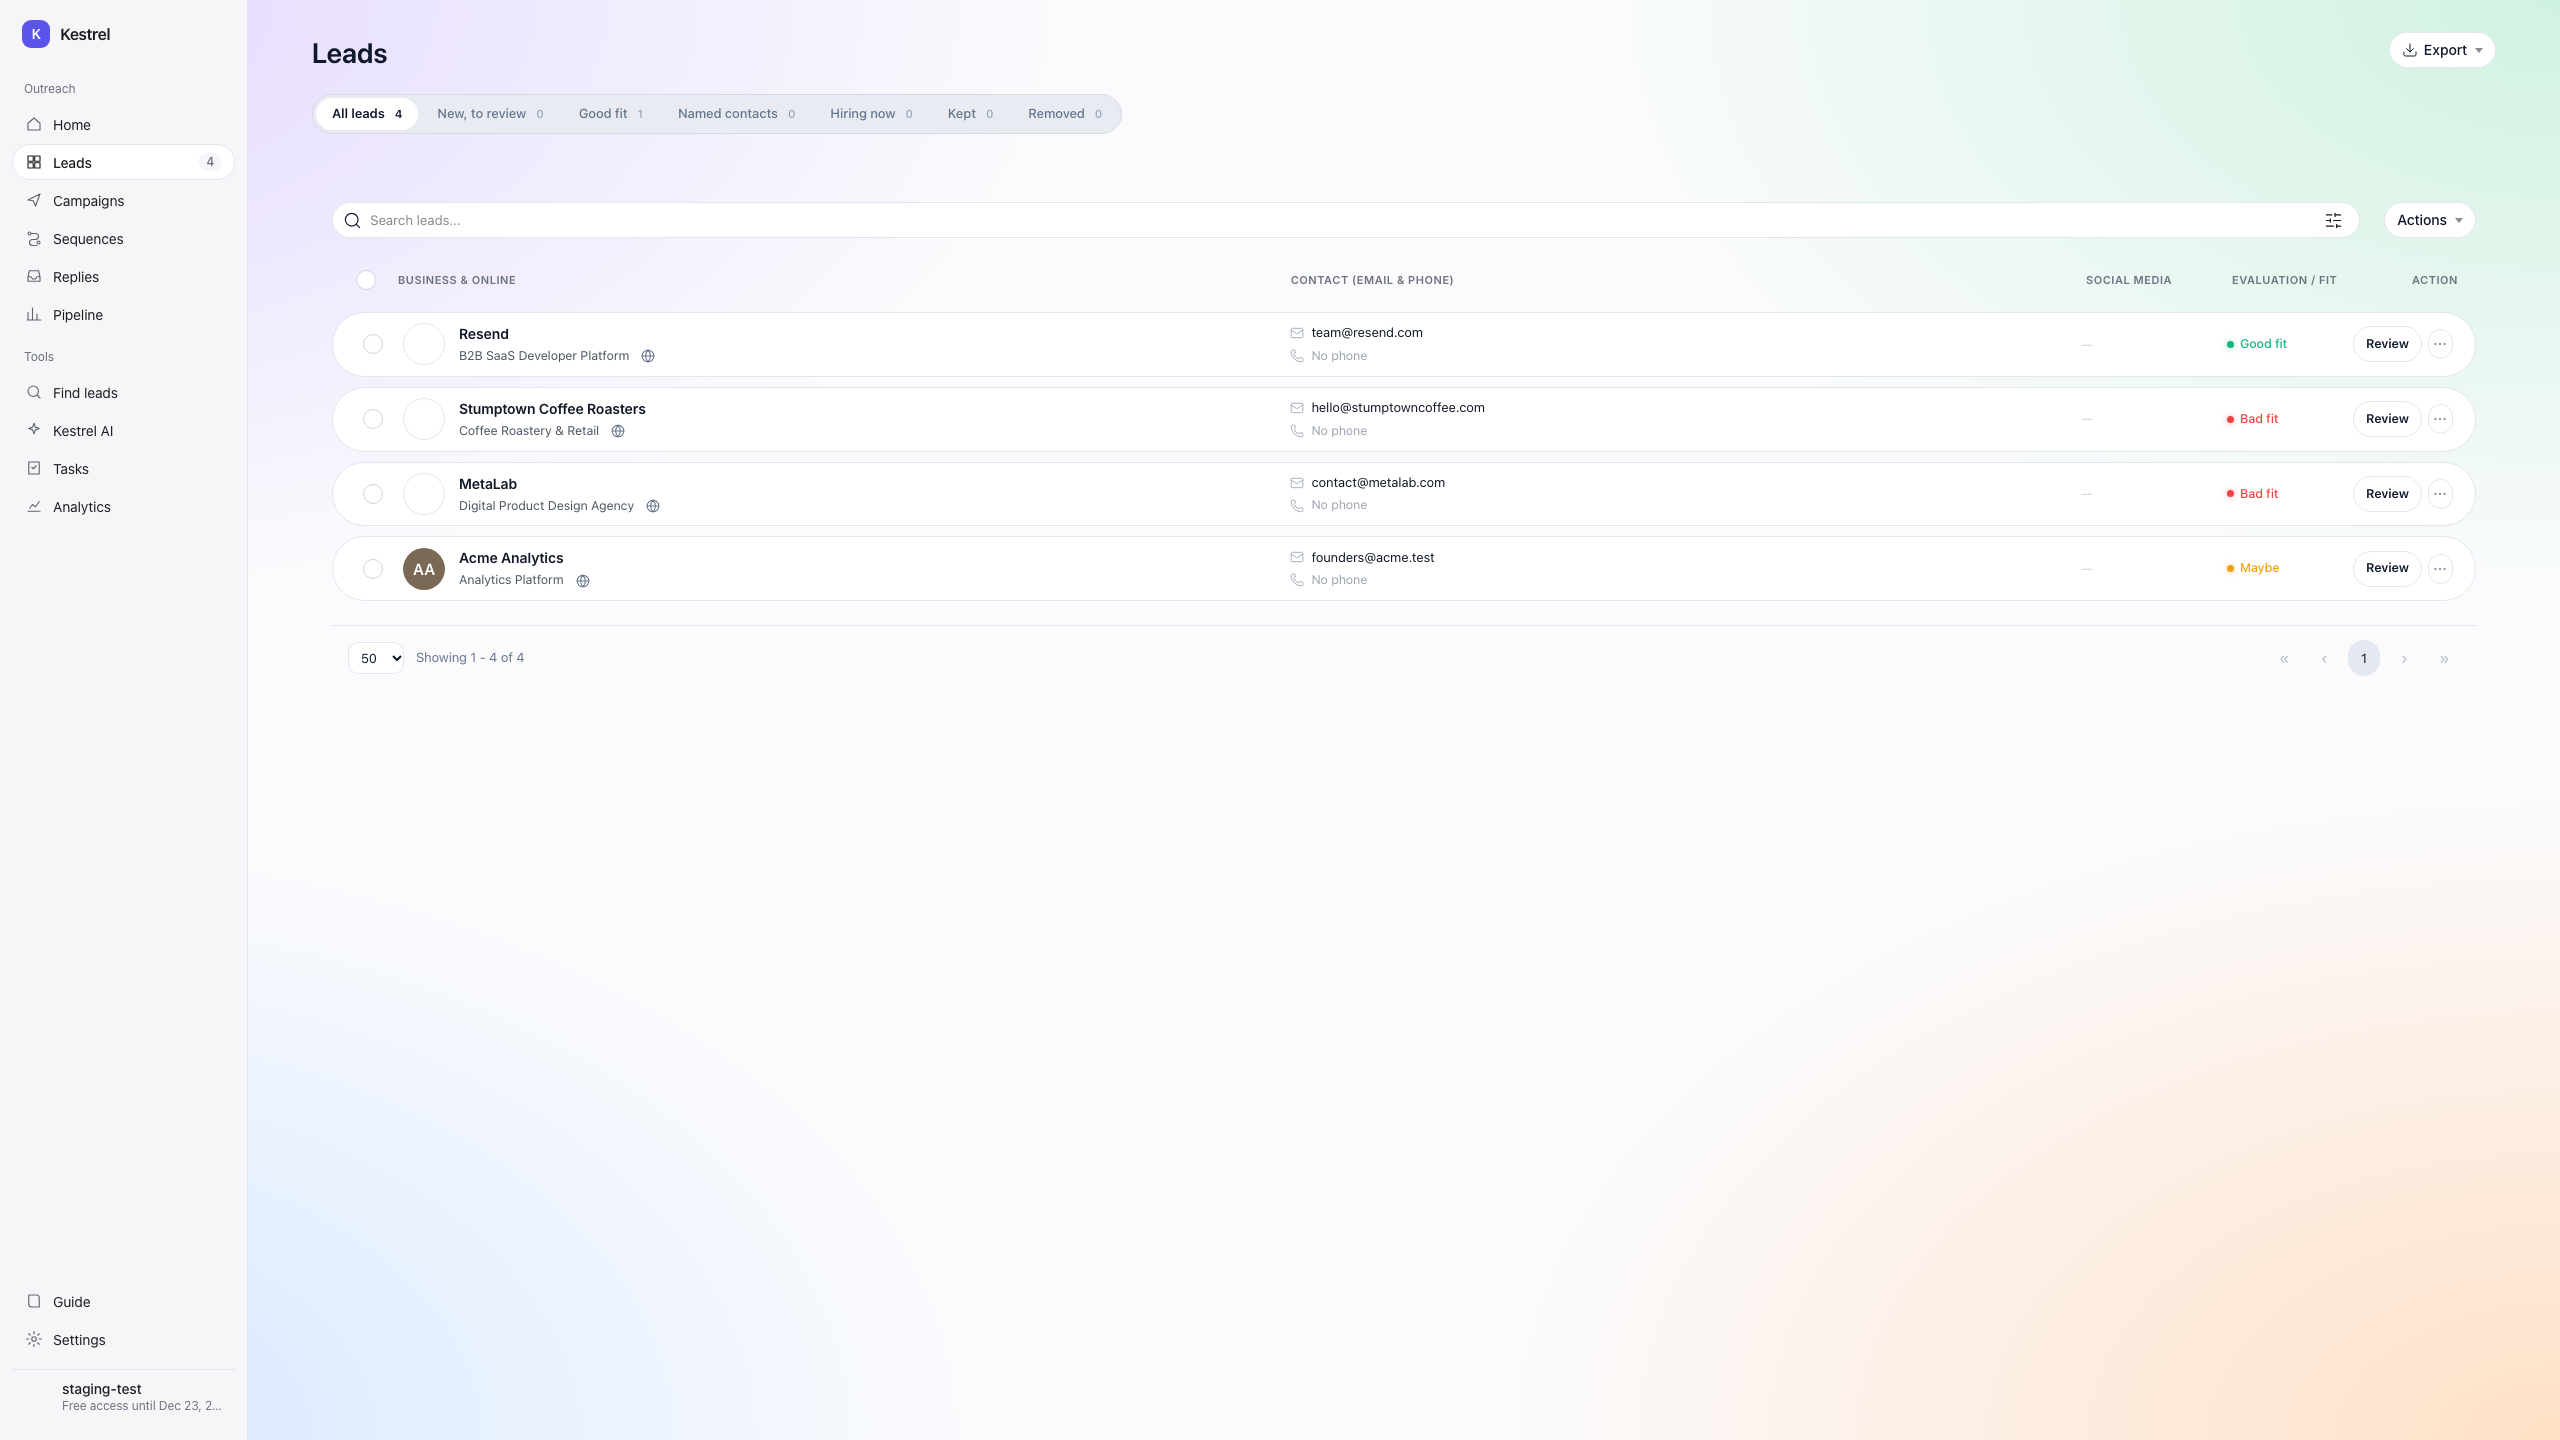 K Kestrel
Outreach
Home
Leads 4
Campaigns
Sequences
Replies
Pipeline
Tools
Find leads
Kestrel AI
Tasks
Analytics
Guide
Settings
staging-test
Free access until Dec 23, 2...
Leads
Export
All leads 4 New, to review 0 Good fit 1 Named contacts 0 Hiring now 0 Kept 0 Removed 0
Search leads...
Actions
BUSINESS & ONLINE CONTACT (EMAIL & PHONE) SOCIAL MEDIA EVALUATION / FIT ACTION
Resend
B2B SaaS Developer Platform
team@resend.com
No phone
—
Good fit
Review
Stumptown Coffee Roasters
Coffee Roastery & Retail
hello@stumptowncoffee.com
No phone
—
Bad fit
Review
MetaLab
Digital Product Design Agency
contact@metalab.com
No phone
—
Bad fit
Review
AA
Acme Analytics
Analytics Platform
founders@acme.test
No phone
—
Maybe
Review
50 Showing 1 - 4 of 4
« ‹ 1 › »